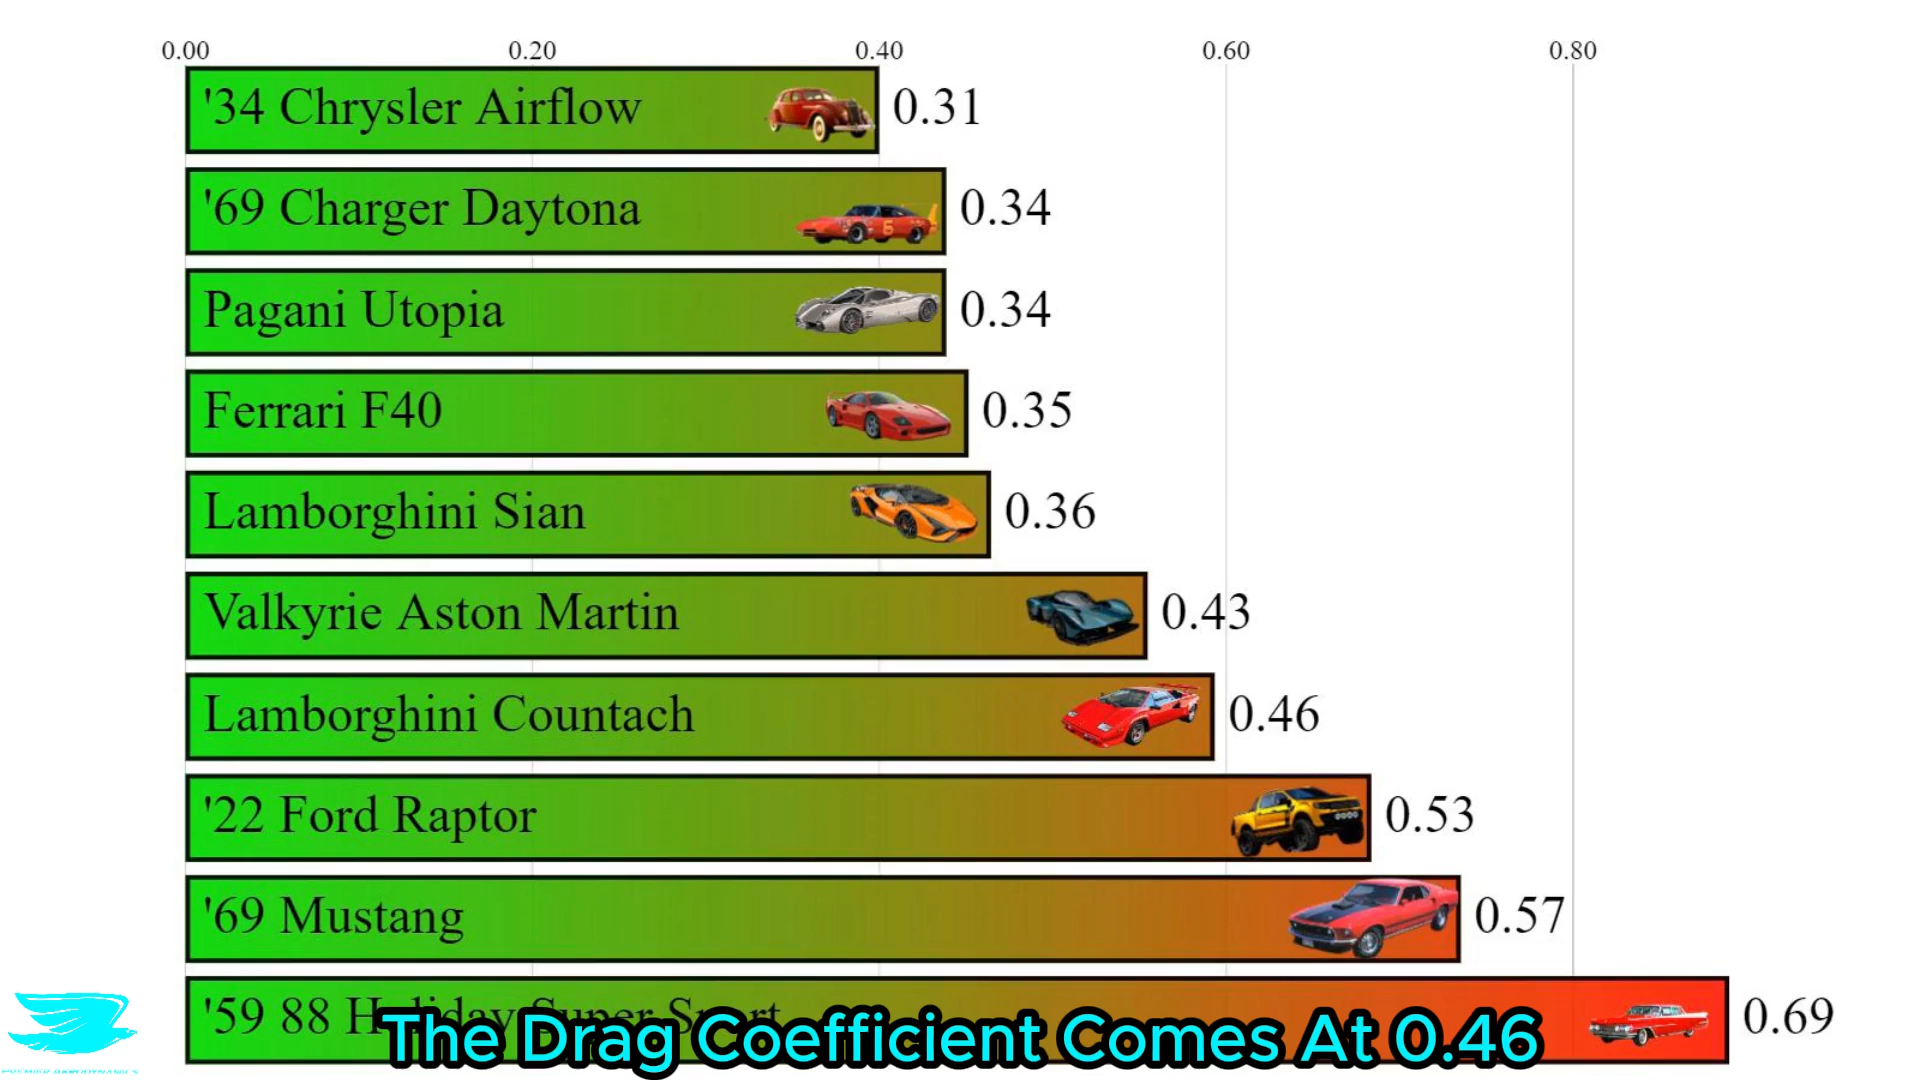 0.00 0.20 0.40 0.60 0.80
'34 Chrysler Airflow 0.31
'69 Charger Daytona 0.34
Pagani Utopia 0.34
Ferrari F40 0.35
Lamborghini Sian 0.36
Valkyrie Aston Martin 0.43
Lamborghini Countach 0.46
'22 Ford Raptor 0.53
'69 Mustang 0.57
'59 88 Holiday Super Sport 0.69
The Drag Coefficient Comes At 0.46